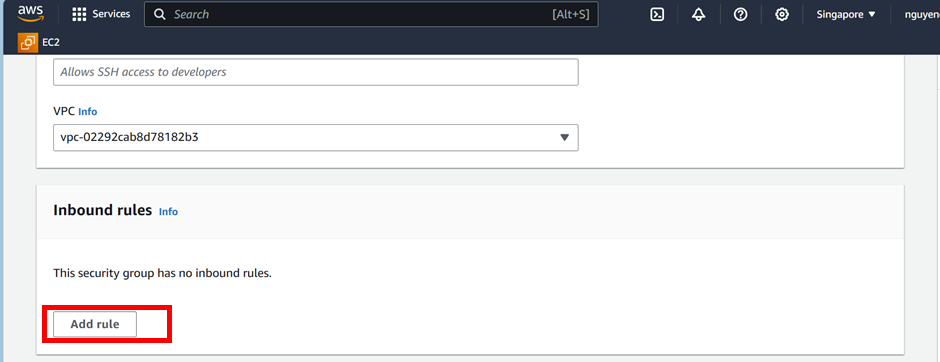 aws Services Search [Alt+S] Singapore nguyen
EC2
Allows SSH access to developers
VPC Info
vpc-02292cab8d78182b3
Inbound rules Info
This security group has no inbound rules.
Add rule